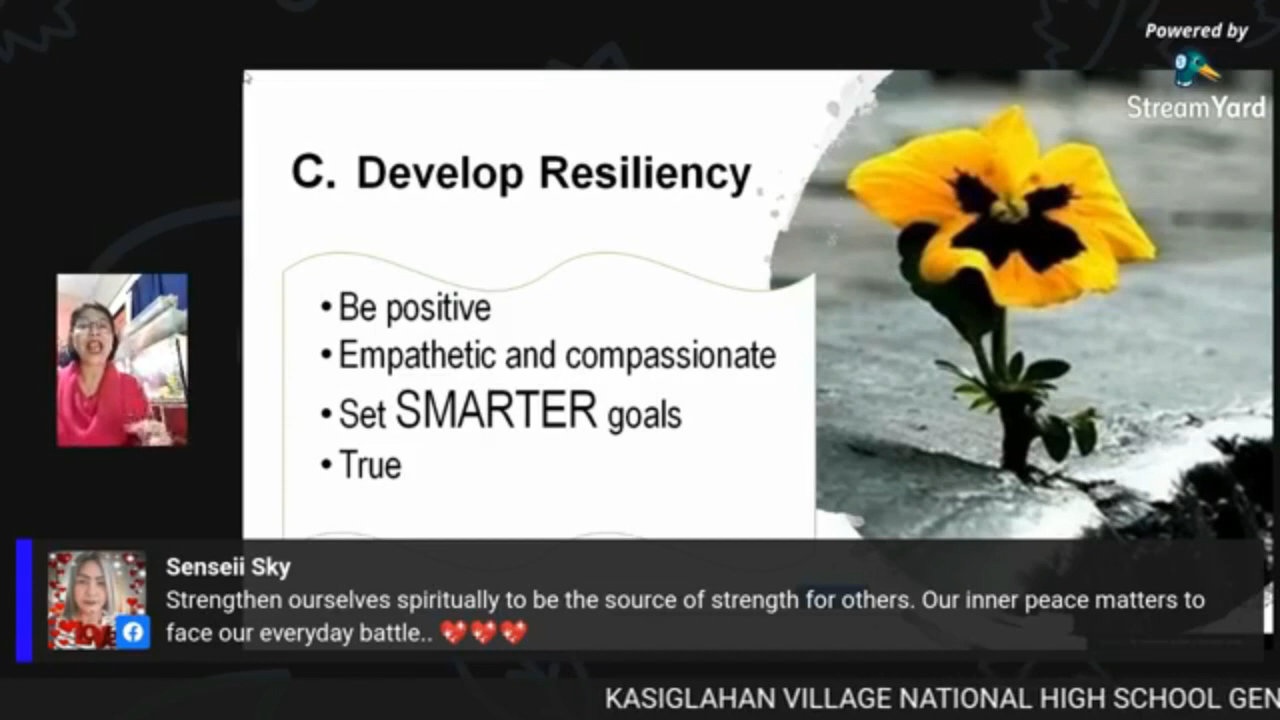 Powered by
StreamYard
C. Develop Resiliency
• Be positive
• Empathetic and compassionate
• Set SMARTER goals
• True
Senseii Sky
Strengthen ourselves spiritually to be the source of strength for others. Our inner peace matters to
face our everyday battle.. 💖💖💖
KASIGLAHAN VILLAGE NATIONAL HIGH SCHOOL GEN